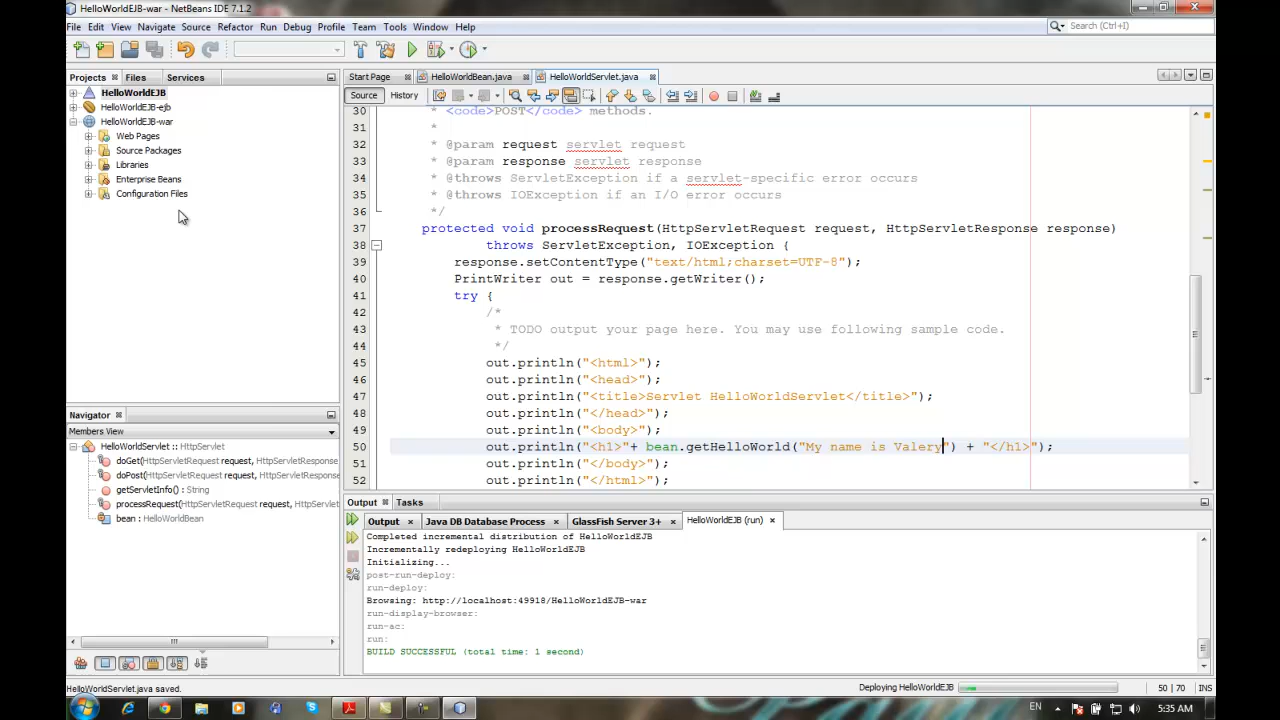 HelloWorldEJB-war - NetBeans IDE 7.1.2
File Edit View Navigate Source Refactor Run Debug Profile Team Tools Window Help
Search (Ctrl+I)
Projects Files Services
HelloWorldEJB
HelloWorldEJB-ejb
HelloWorldEJB-war
Web Pages
Source Packages
Libraries
Enterprise Beans
Configuration Files
Start Page HelloWorldBean.java HelloWorldServlet.java
Source History
30 * <code>POST</code> methods.
31 *
32 * @param request servlet request
33 * @param response servlet response
34 * @throws ServletException if a servlet-specific error occurs
35 * @throws IOException if an I/O error occurs
36 */
37 protected void processRequest(HttpServletRequest request, HttpServletResponse response)
38 throws ServletException, IOException {
39 response.setContentType("text/html;charset=UTF-8");
40 PrintWriter out = response.getWriter();
41 try {
42 /*
43 * TODO output your page here. You may use following sample code.
44 */
45 out.println("<html>");
46 out.println("<head>");
47 out.println("<title>Servlet HelloWorldServlet</title>");
48 out.println("</head>");
49 out.println("<body>");
50 out.println("<h1>"+ bean.getHelloWorld("My name is Valery") + "</h1>");
51 out.println("</body>");
52 out.println("</html>");
Navigator
Members View
HelloWorldServlet :: HttpServlet
doGet(HttpServletRequest request, HttpServletResponse
doPost(HttpServletRequest request, HttpServletRespons
getServletInfo() : String
processRequest(HttpServletRequest request, HttpServlet
bean : HelloWorldBean
Output Tasks
Output Java DB Database Process GlassFish Server 3+ HelloWorldEJB (run)
Completed incremental distribution of HelloWorldEJB
Incrementally redeploying HelloWorldEJB
Initializing...
post-run-deploy:
run-deploy:
Browsing: http://localhost:49918/HelloWorldEJB-war
run-display-browser:
run-ac:
run:
BUILD SUCCESSFUL (total time: 1 second)
HelloWorldServlet.java saved.
Deploying HelloWorldEJB
50 | 70 INS
EN
5:35 AM